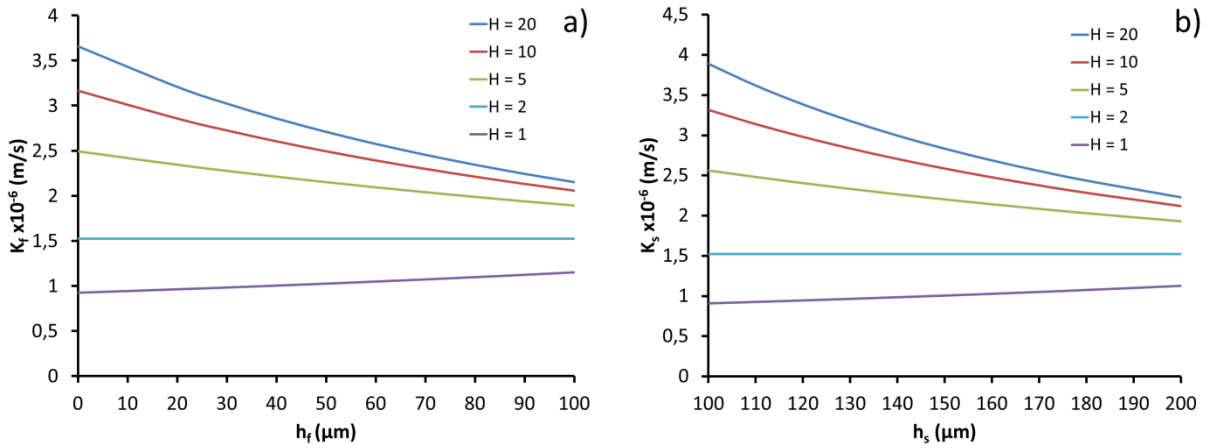 a)
K_f x10^-6 (m/s)
4
3,5
3
2,5
2
1,5
1
0,5
0
H = 20
H = 10
H = 5
H = 2
H = 1
0 10 20 30 40 50 60 70 80 90 100
h_f (µm)
b)
K_s x10^-6 (m/s)
4,5
4
3,5
3
2,5
2
1,5
1
0,5
0
H = 20
H = 10
H = 5
H = 2
H = 1
100 110 120 130 140 150 160 170 180 190 200
h_s (µm)